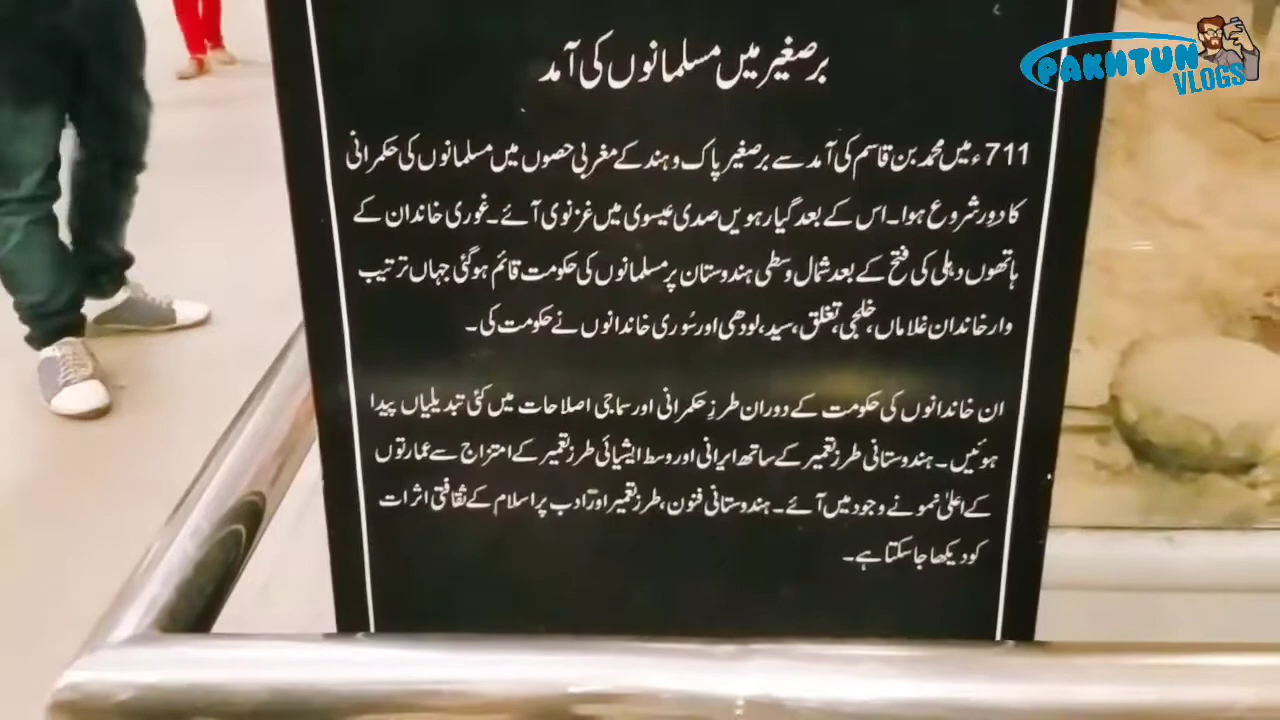 برصغیر میں مسلمانوں کی آمد
711ء میں محمد بن قاسم کی آمد سے برصغیر پاک و ہند کے مغربی حصوں میں مسلمانوں کی حکمرانی
کا دور شروع ہوا۔ اس کے بعد گیارہویں صدی عیسوی میں غزنوی آئے۔ غوری خاندان کے
ہاتھوں دہلی کی فتح کے بعد شمال وسطی ہندوستان پر مسلمانوں کی حکومت قائم ہوگئی جہاں ترتیب
وار خاندان غلاماں، خلجی، تغلق، سید، لودھی اور سُوری خاندانوں نے حکومت کی۔
ان خاندانوں کی حکومت کے دوران طرزِ حکمرانی اور سماجی اصلاحات میں کئی تبدیلیاں پیدا
ہوئیں۔ ہندوستانی طرز تعمیر کے ساتھ ایرانی اور وسط ایشیائی طرز تعمیر کے امتزاج سے عمارتوں
کے اعلیٰ نمونے وجود میں آئے۔ ہندوستانی فنون، طرز تعمیر اور ادب پر اسلام کے ثقافتی اثرات
کو دیکھا جا سکتا ہے۔
PAKHTUN
VLOGS